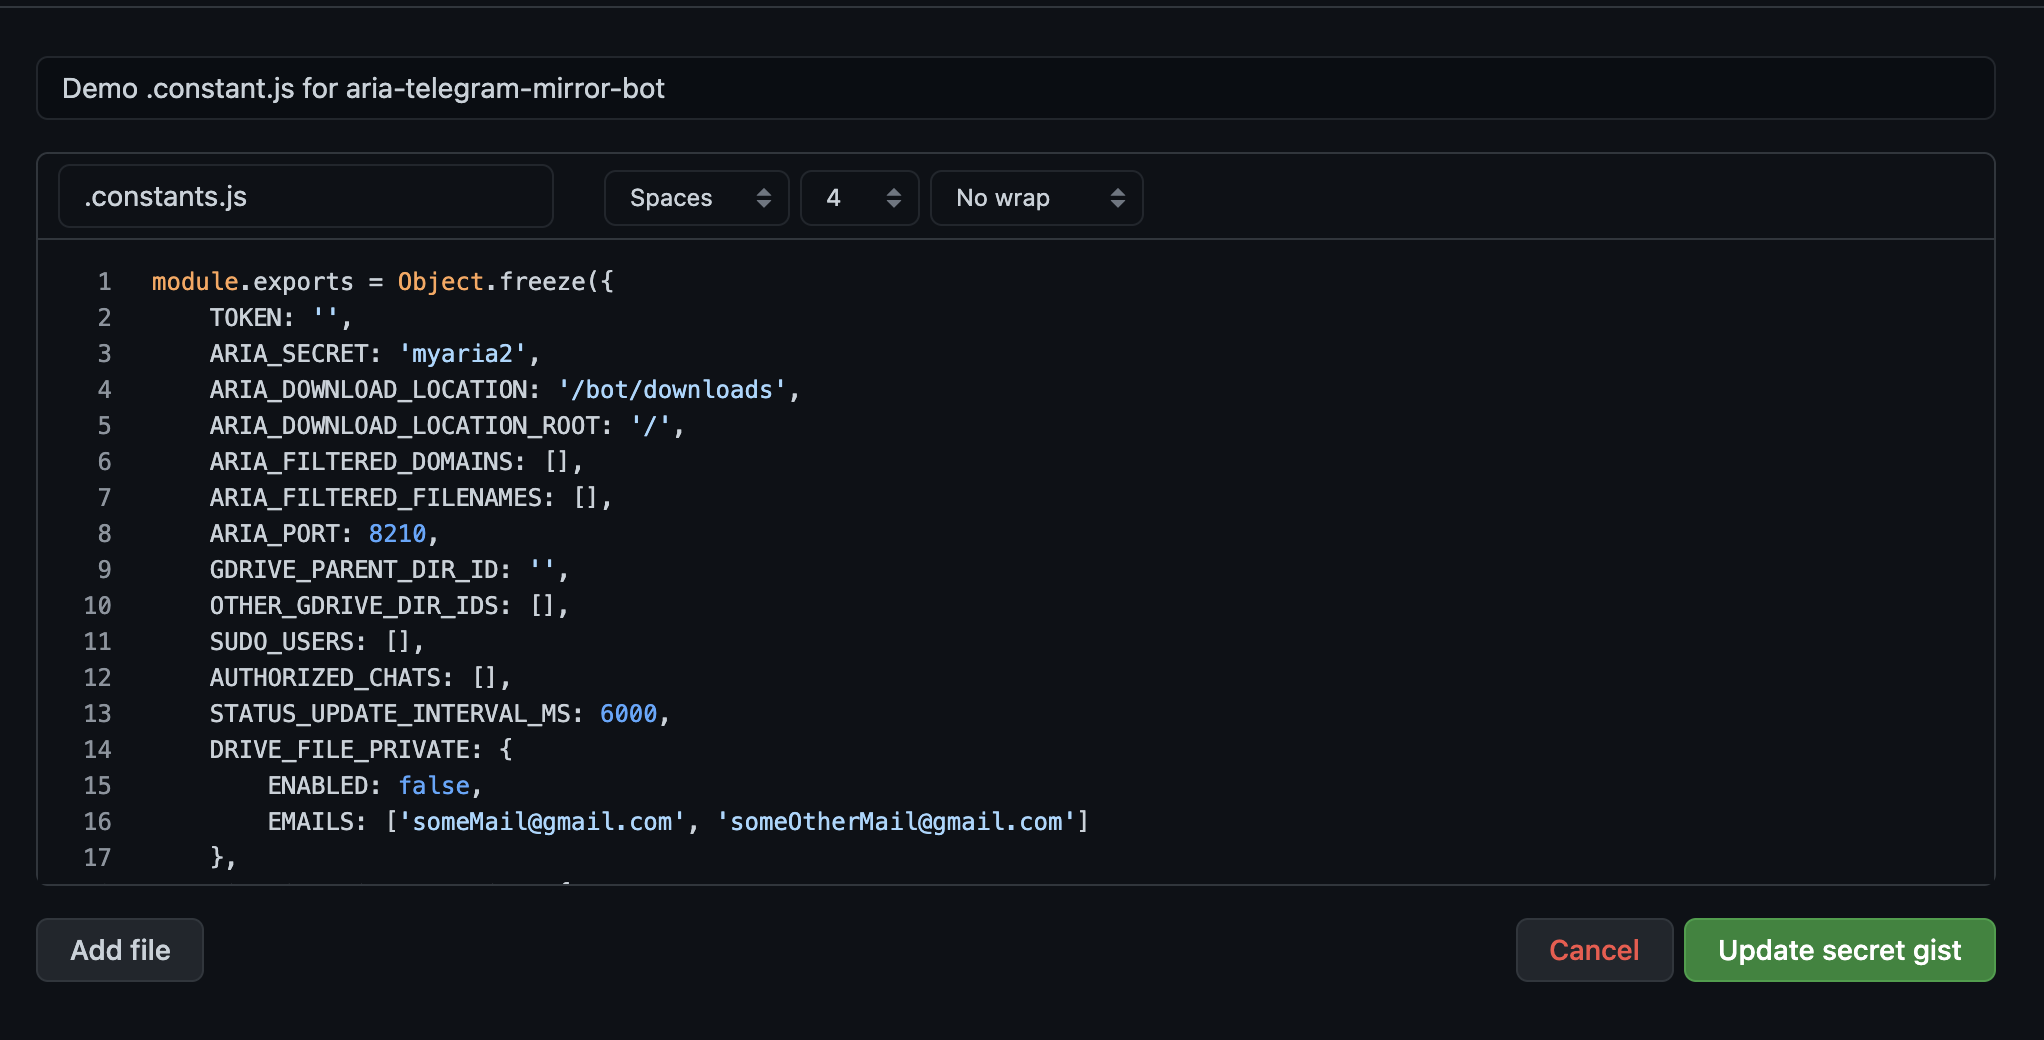 Demo .constant.js for aria-telegram-mirror-bot
.constants.js Spaces 4 No wrap
1 module.exports = Object.freeze({
2 TOKEN: '',
3 ARIA_SECRET: 'myaria2',
4 ARIA_DOWNLOAD_LOCATION: '/bot/downloads',
5 ARIA_DOWNLOAD_LOCATION_ROOT: '/',
6 ARIA_FILTERED_DOMAINS: [],
7 ARIA_FILTERED_FILENAMES: [],
8 ARIA_PORT: 8210,
9 GDRIVE_PARENT_DIR_ID: '',
10 OTHER_GDRIVE_DIR_IDS: [],
11 SUDO_USERS: [],
12 AUTHORIZED_CHATS: [],
13 STATUS_UPDATE_INTERVAL_MS: 6000,
14 DRIVE_FILE_PRIVATE: {
15 ENABLED: false,
16 EMAILS: ['someMail@gmail.com', 'someOtherMail@gmail.com']
17 },
Add file Cancel Update secret gist